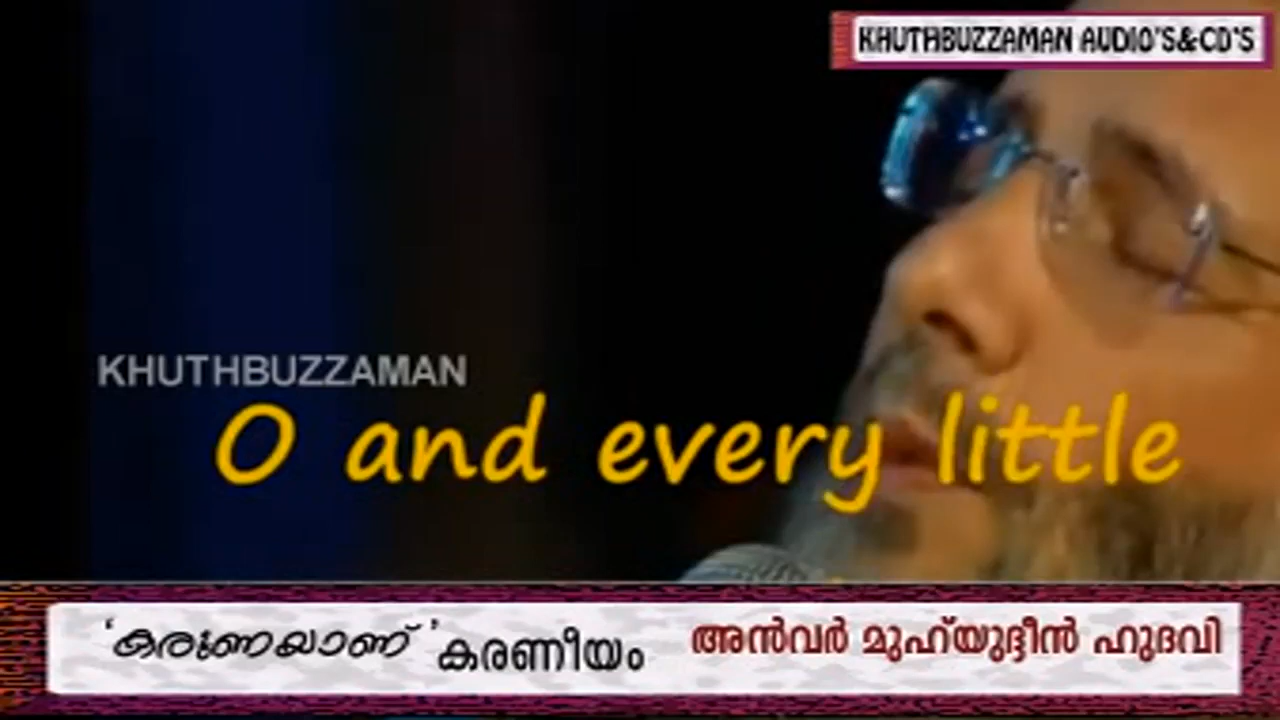 KHUTHBUZZAMAN AUDIO'S&CD'S
KHUTHBUZZAMAN
O and every little
'കരുണയാണ്' കരണീയം
അൻവർ മുഹ്‌യുദ്ദീൻ ഹുദവി